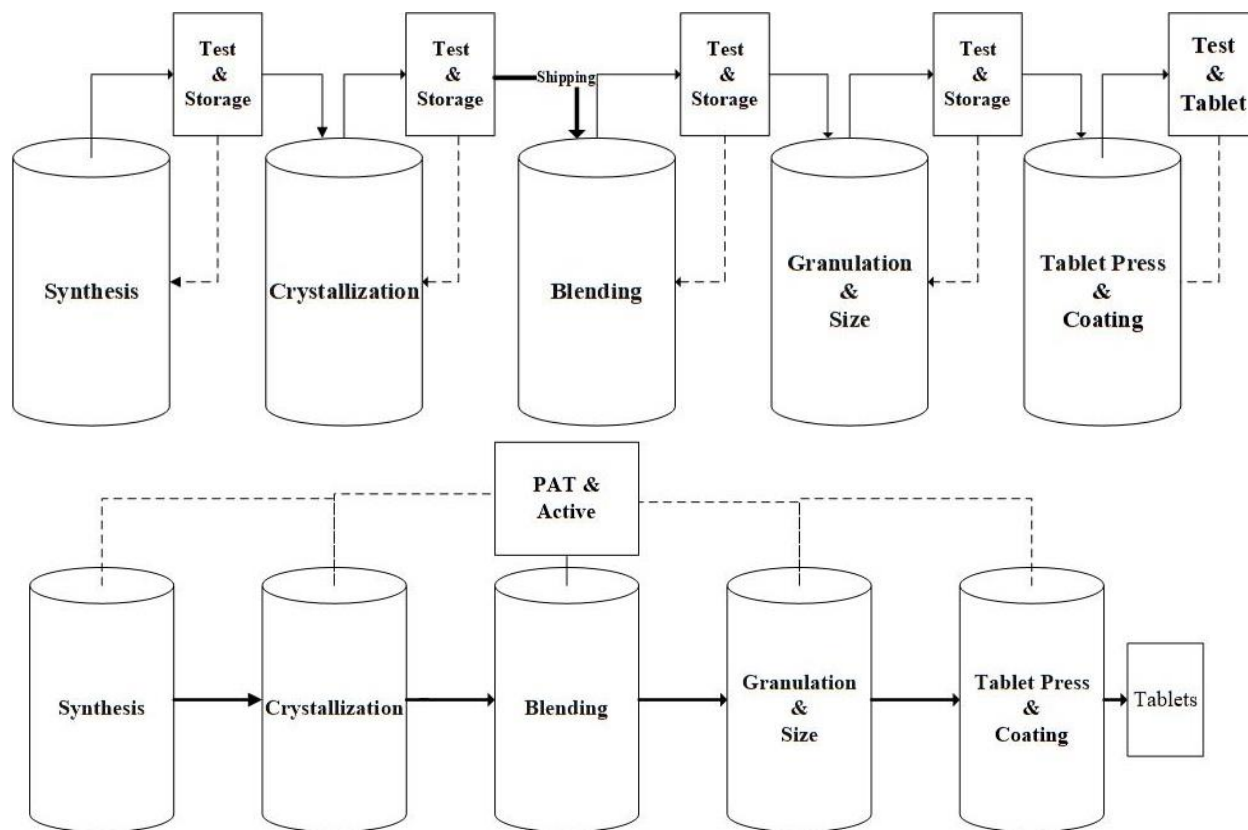 Test
&
Storage
Test
&
Storage
Shipping
Test
&
Storage
Test
&
Storage
Test
&
Tablet
Synthesis
Crystallization
Blending
Granulation
&
Size
Tablet Press
&
Coating
PAT &
Active
Synthesis
Crystallization
Blending
Granulation
&
Size
Tablet Press
&
Coating
Tablets